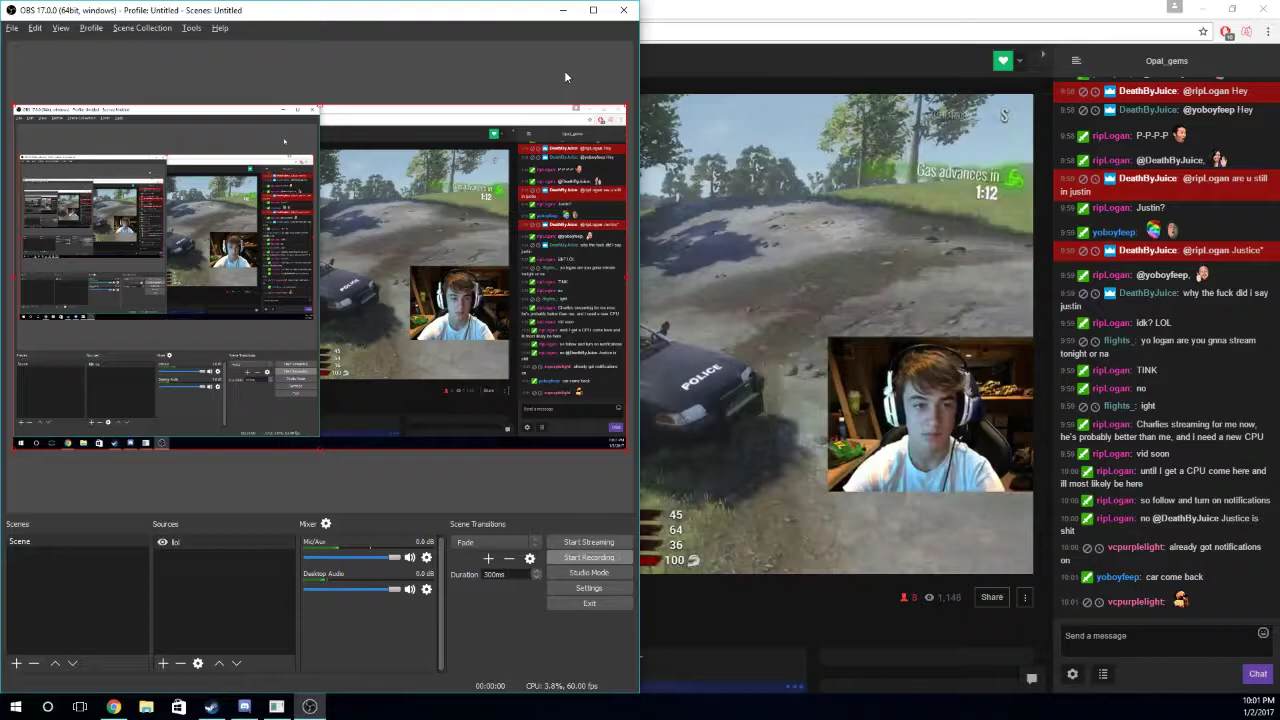 OBS 17.0.0 (64bit, windows) - Profile: Untitled - Scenes: Untitled
File Edit View Profile Scene Collection Tools Help
Scenes
Scene
Sources
lol
Mixer
Mic/Aux 0.0 dB
Desktop Audio 0.0 dB
Scene Transitions
Fade
Duration 300ms
Start Streaming
Start Recording
Studio Mode
Settings
Exit
00:00:00 CPU: 3.8%, 60.00 fps
Gas advances in
1:12
POLICE
45
64
36
100
8 1,146 Share
Opal_gems
9:58 DeathByJuice: @ripLogan Hey
9:58 DeathByJuice: @yoboyfeep Hey
9:58 ripLogan: P-P-P-P
9:58 ripLogan: @DeathByJuice,
9:59 DeathByJuice: @ripLogan are u still
in justin
9:59 ripLogan: Justin?
9:59 yoboyfeep:
9:59 DeathByJuice: @ripLogan Justice*
9:59 ripLogan: @yoboyfeep,
9:59 DeathByJuice: why the fuck did i say
justin
9:59 ripLogan: idk? LOL
9:59 flights_: yo logan are you gnna stream
tonight or na
9:59 ripLogan: TINK
9:59 ripLogan: no
9:59 flights_: ight
9:59 ripLogan: Charlies streaming for me now,
he's probably better than me, and I need a new CPU
9:59 ripLogan: vid soon
10:00 ripLogan: until I get a CPU come here and
ill most likely be here
10:00 ripLogan: so follow and turn on notifications
10:00 ripLogan: no @DeathByJuice Justice is
shit
10:00 vcpurplelight: already got notifications
on
10:01 yoboyfeep: car come back
10:01 vcpurplelight:
Send a message
Chat
10:01 PM
1/2/2017